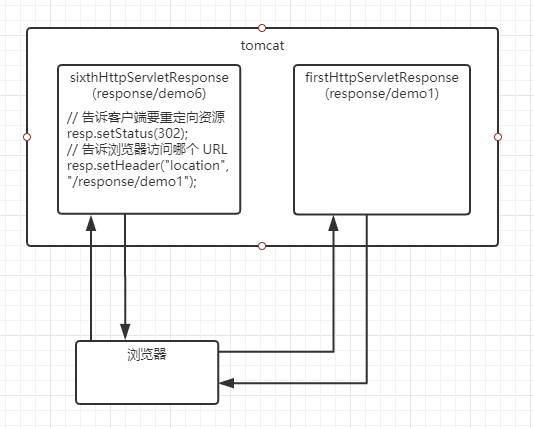 tomcat
sixthHttpServletResponse
(response/demo6)
// 告诉客户端要重定向资源
resp.setStatus(302);
// 告诉浏览器访问哪个 URL
resp.setHeader("location",
"/response/demo1");
firstHttpServletResponse
(response/demo1)
浏览器